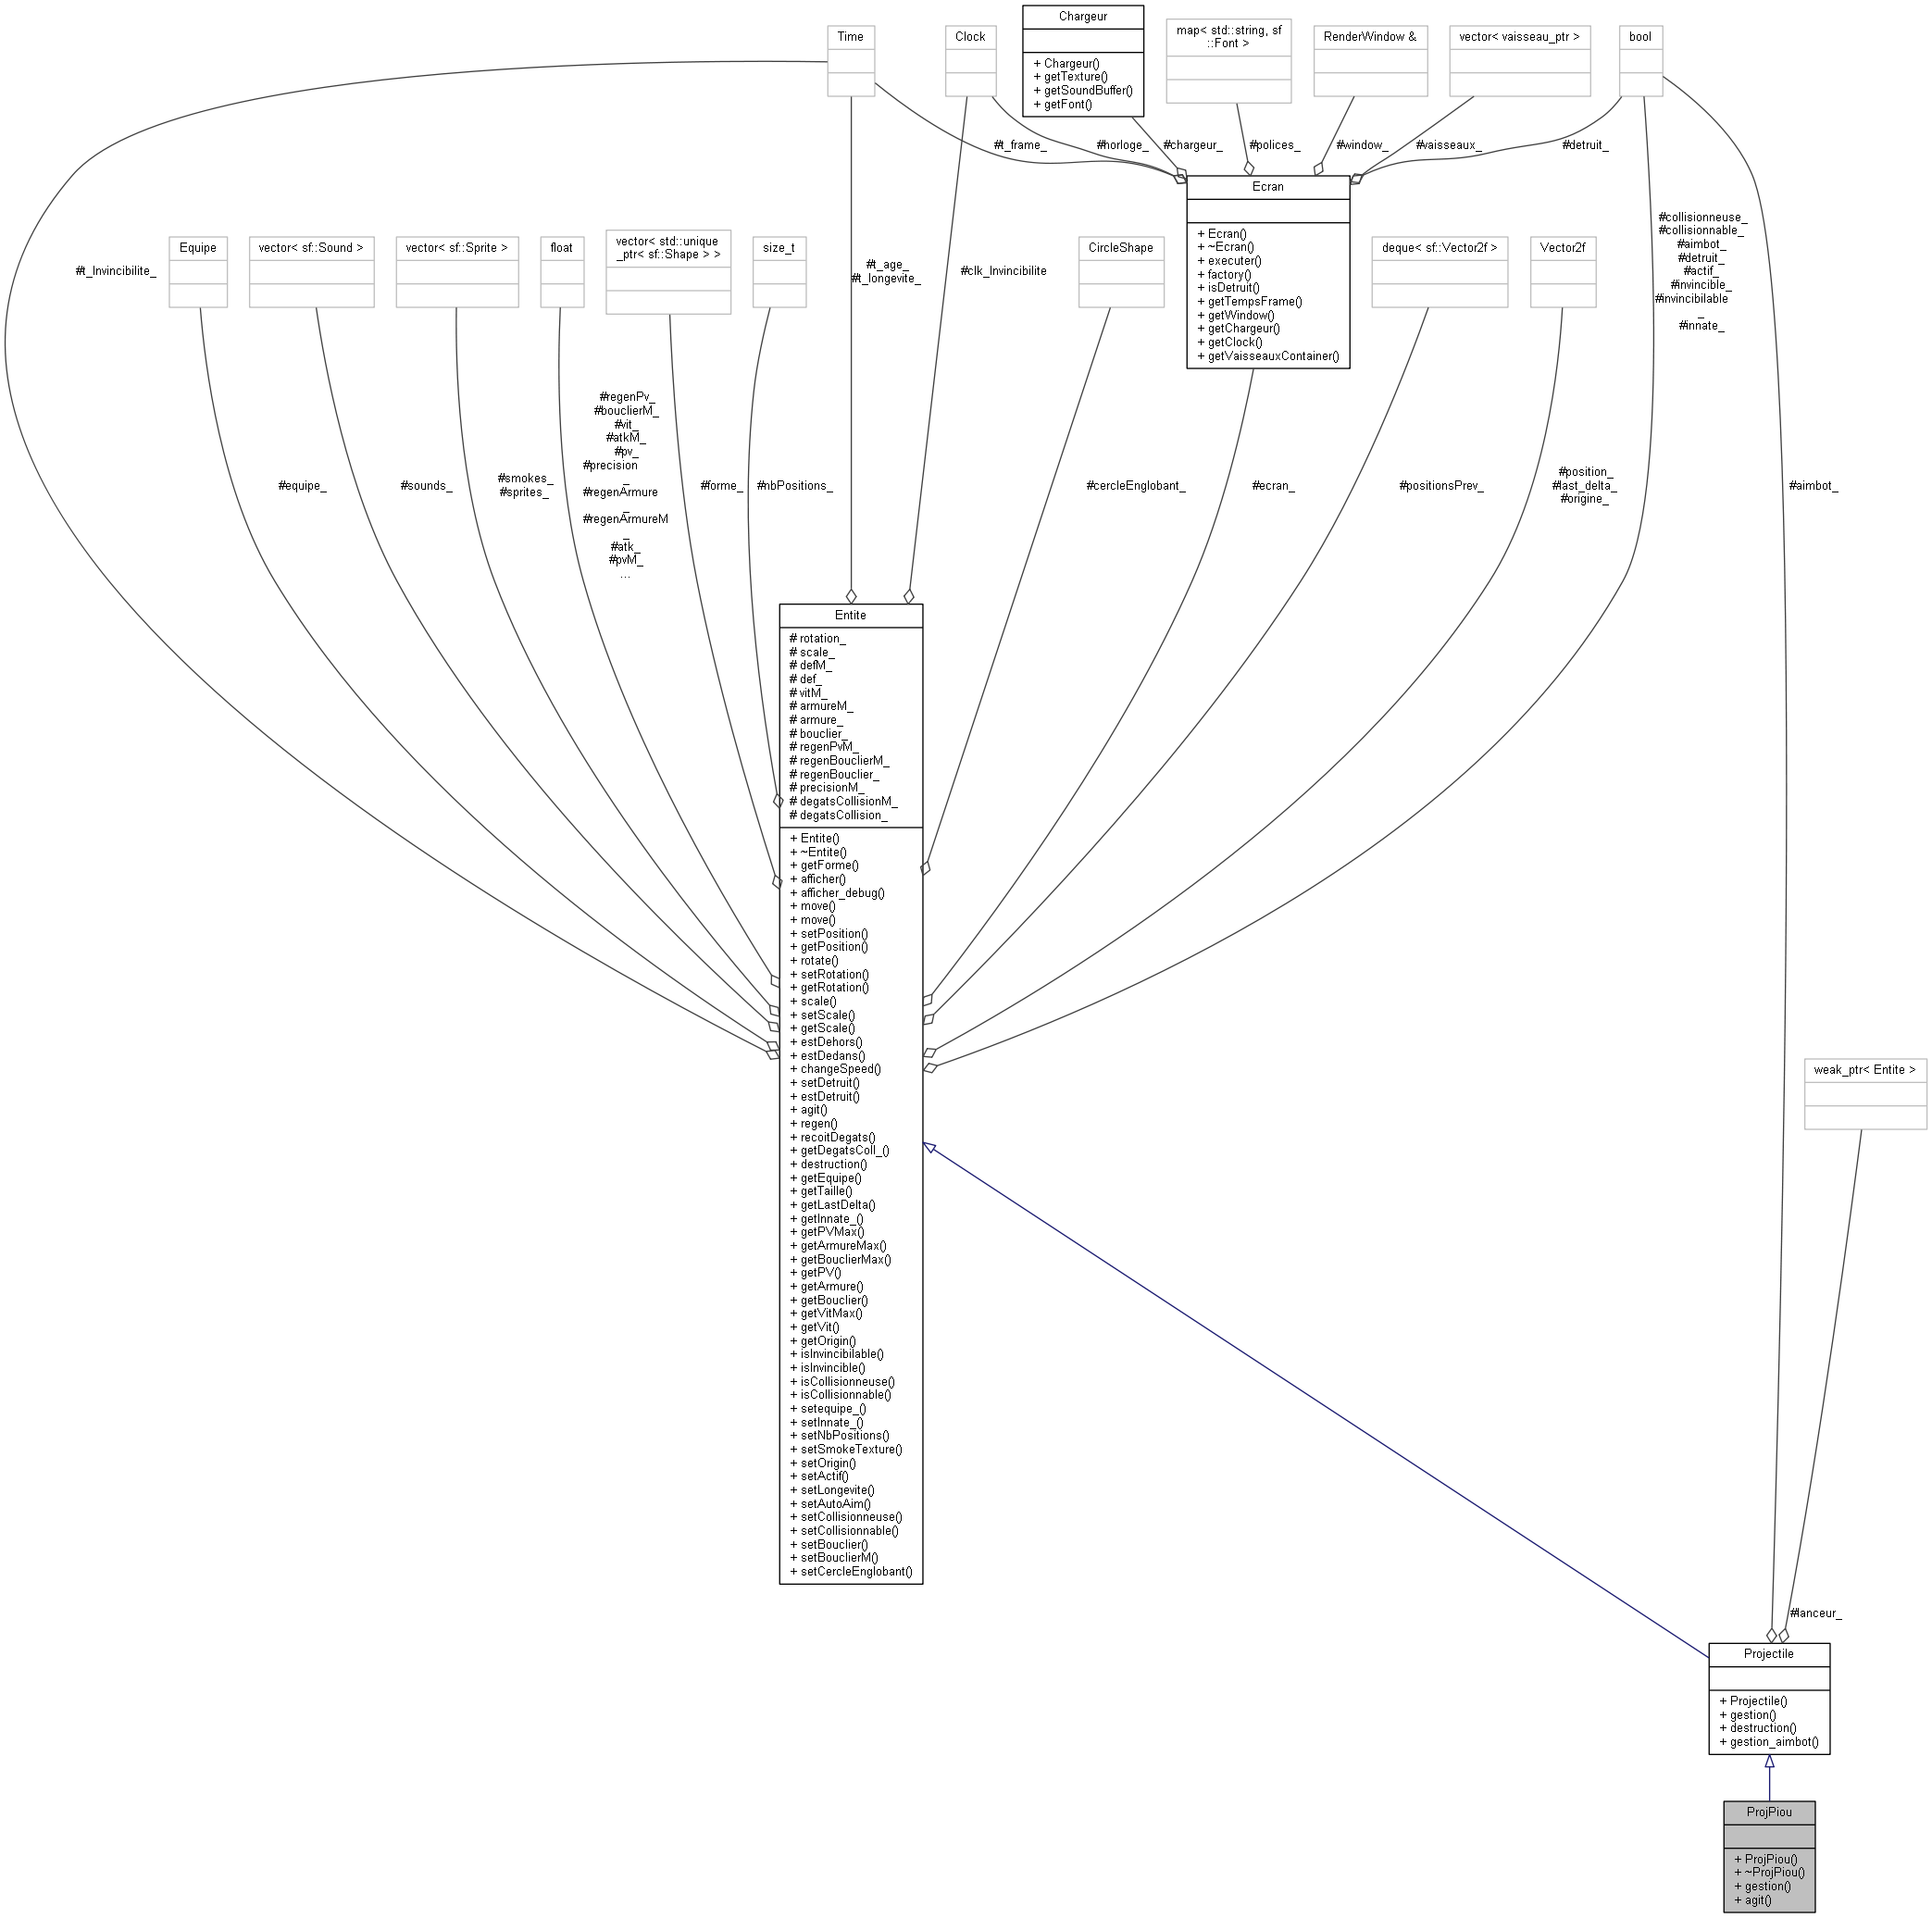 Chargeur
+ Chargeur()
+ getTexture()
+ getSoundBuffer()
+ getFont()
Time
Clock
map< std::string, sf
::Font >
RenderWindow &
vector< vaisseau_ptr >
bool
#t_frame_
#horloge_
#chargeur_
#polices_
#window_
#vaisseaux_
#detruit_
Ecran
+ Ecran()
+ ~Ecran()
+ executer()
+ factory()
+ isDetruit()
+ getTempsFrame()
+ getWindow()
+ getChargeur()
+ getClock()
+ getVaisseauxContainer()
Equipe
vector< sf::Sound >
vector< sf::Sprite >
float
vector< std::unique
_ptr< sf::Shape > >
size_t
CircleShape
deque< sf::Vector2f >
Vector2f
#t_Invincibilite_
#t_age_
#t_longevite_
#clk_Invincibilite
#collisionneuse_
#collisionnable_
#aimbot_
#detruit_
#actif_
#invincible_
#invincibilable
_
#innate_
#equipe_
#sounds_
#smokes_
#sprites_
#regenPv_
#bouclierM_
#vit_
#atkM_
#pv_
#precision
_
#regenArmure
_
#regenArmureM
_
#atk_
#pvM_
...
#forme_
#nbPositions_
#cercleEnglobant_
#ecran_
#positionsPrev_
#position_
#last_delta_
#origine_
#aimbot_
Entite
# rotation_
# scale_
# defM_
# def_
# vitM_
# armureM_
# armure_
# bouclier_
# regenPvM_
# regenBouclierM_
# regenBouclier_
# precisionM_
# degatsCollisionM_
# degatsCollision_
+ Entite()
+ ~Entite()
+ getForme()
+ afficher()
+ afficher_debug()
+ move()
+ move()
+ setPosition()
+ getPosition()
+ rotate()
+ setRotation()
+ getRotation()
+ scale()
+ setScale()
+ getScale()
+ estDehors()
+ estDedans()
+ changeSpeed()
+ setDetruit()
+ estDetruit()
+ agit()
+ regen()
+ recoitDegats()
+ getDegatsColl_()
+ destruction()
+ getEquipe()
+ getTaille()
+ getLastDelta()
+ getInnate_()
+ getPVMax()
+ getArmureMax()
+ getBouclierMax()
+ getPV()
+ getArmure()
+ getBouclier()
+ getVitMax()
+ getVit()
+ getOrigin()
+ isInvincibilable()
+ isInvincible()
+ isCollisionneuse()
+ isCollisionnable()
+ setequipe_()
+ setInnate_()
+ setNbPositions()
+ setSmokeTexture()
+ setOrigin()
+ setActif()
+ setLongevite()
+ setAutoAim()
+ setCollisionneuse()
+ setCollisionnable()
+ setBouclier()
+ setBouclierM()
+ setCercleEnglobant()
weak_ptr< Entite >
#lanceur_
Projectile
+ Projectile()
+ gestion()
+ destruction()
+ gestion_aimbot()
ProjPiou
+ ProjPiou()
+ ~ProjPiou()
+ gestion()
+ agit()